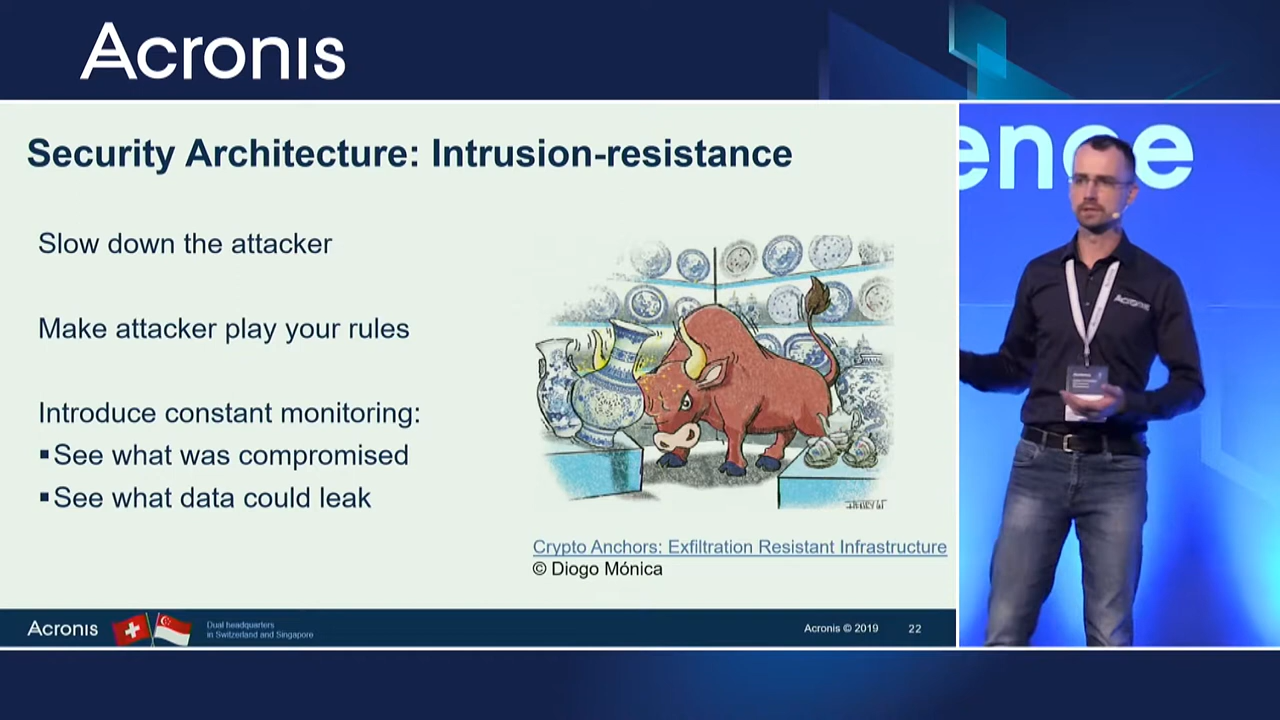 Acronis
Security Architecture: Intrusion-resistance
Slow down the attacker
Make attacker play your rules
Introduce constant monitoring:
▪See what was compromised
▪See what data could leak
Crypto Anchors: Exfiltration Resistant Infrastructure
© Diogo Mónica
Acronis
Dual headquarters
in Switzerland and Singapore
Acronis © 2019
22
ence
Acronis